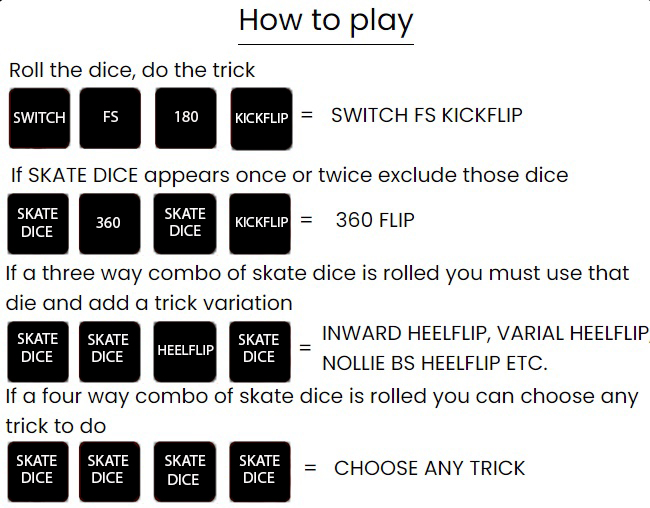 How to play
Roll the dice, do the trick
SWITCH FS 180 KICKFLIP = SWITCH FS KICKFLIP
If SKATE DICE appears once or twice exclude those dice
SKATE DICE 360 SKATE DICE KICKFLIP = 360 FLIP
If a three way combo of skate dice is rolled you must use that
die and add a trick variation
SKATE DICE SKATE DICE HEELFLIP SKATE DICE = INWARD HEELFLIP, VARIAL HEELFLIP,
NOLLIE BS HEELFLIP ETC.
If a four way combo of skate dice is rolled you can choose any
trick to do
SKATE DICE SKATE DICE SKATE DICE SKATE DICE = CHOOSE ANY TRICK